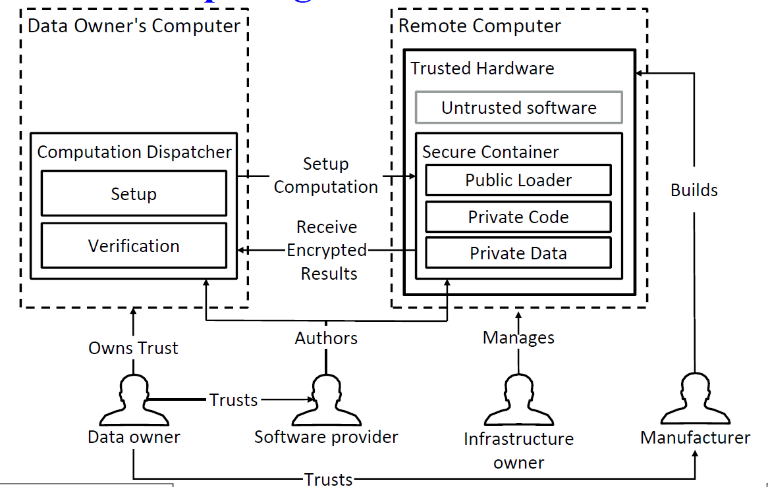 Data Owner's Computer
Remote Computer
Trusted Hardware
Untrusted software
Computation Dispatcher
Setup
Verification
Setup
Computation
Receive
Encrypted
Results
Secure Container
Public Loader
Private Code
Private Data
Builds
Owns Trust
Authors
Manages
Trusts
Data owner
Software provider
Infrastructure
owner
Manufacturer
Trusts